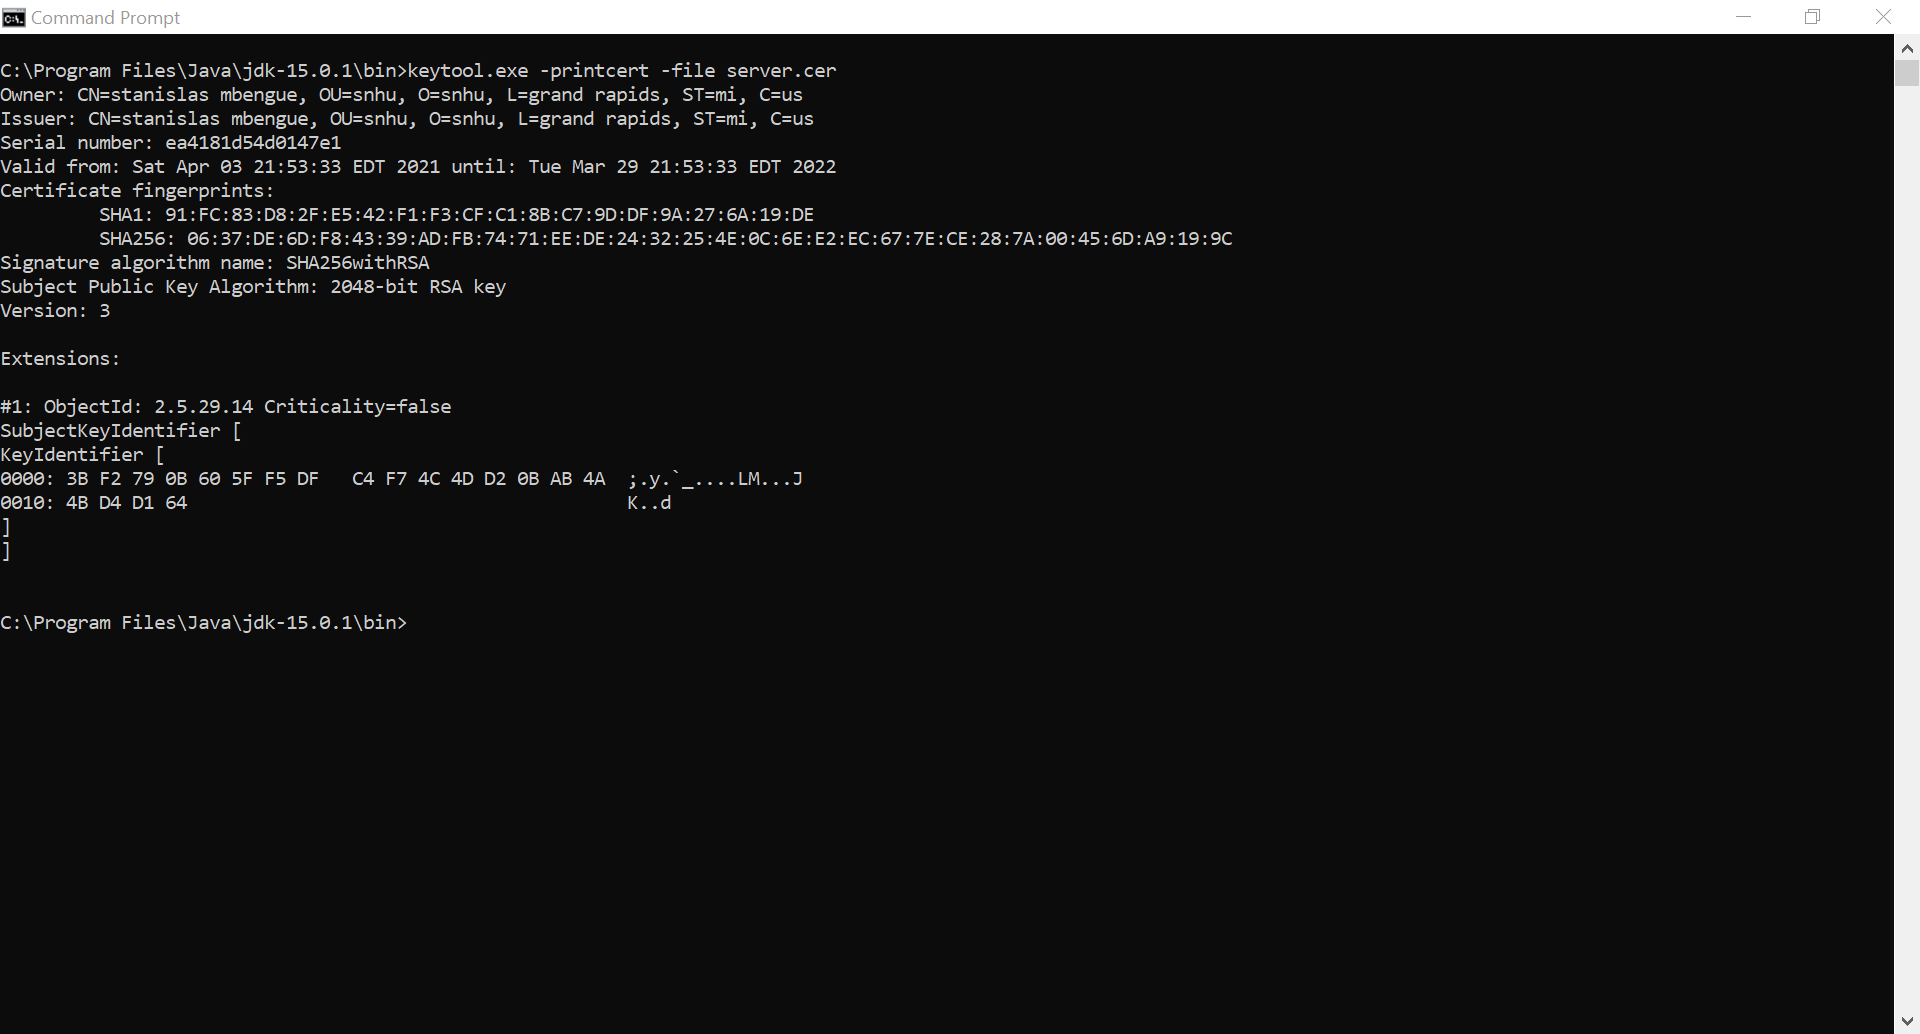 Command Prompt
C:\Program Files\Java\jdk-15.0.1\bin>keytool.exe -printcert -file server.cer
Owner: CN=stanislas mbengue, OU=snhu, O=snhu, L=grand rapids, ST=mi, C=us
Issuer: CN=stanislas mbengue, OU=snhu, O=snhu, L=grand rapids, ST=mi, C=us
Serial number: ea4181d54d0147e1
Valid from: Sat Apr 03 21:53:33 EDT 2021 until: Tue Mar 29 21:53:33 EDT 2022
Certificate fingerprints:
         SHA1: 91:FC:83:D8:2F:E5:42:F1:F3:CF:C1:8B:C7:9D:DF:9A:27:6A:19:DE
         SHA256: 06:37:DE:6D:F8:43:39:AD:FB:74:71:EE:DE:24:32:25:4E:0C:6E:E2:EC:67:7E:CE:28:7A:00:45:6D:A9:19:9C
Signature algorithm name: SHA256withRSA
Subject Public Key Algorithm: 2048-bit RSA key
Version: 3
Extensions:
#1: ObjectId: 2.5.29.14 Criticality=false
SubjectKeyIdentifier [
KeyIdentifier [
0000: 3B F2 79 0B 60 5F F5 DF   C4 F7 4C 4D D2 0B AB 4A  ;.y.`_....LM...J
0010: 4B D4 D1 64                                        K..d
]
]
C:\Program Files\Java\jdk-15.0.1\bin>